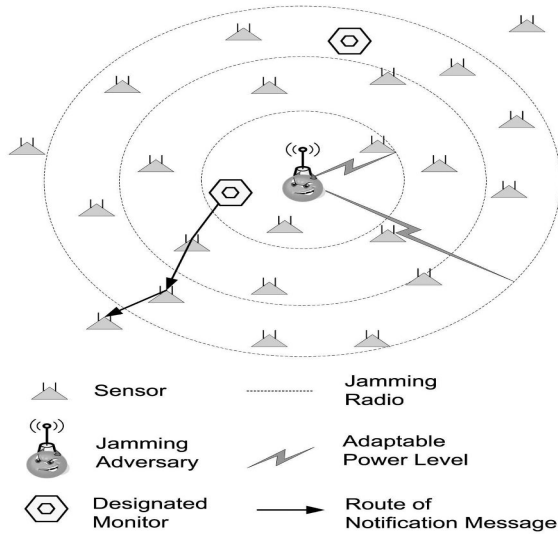 Sensor
Jamming
Radio
Jamming
Adversary
Adaptable
Power Level
Designated
Monitor
Route of
Notification Message